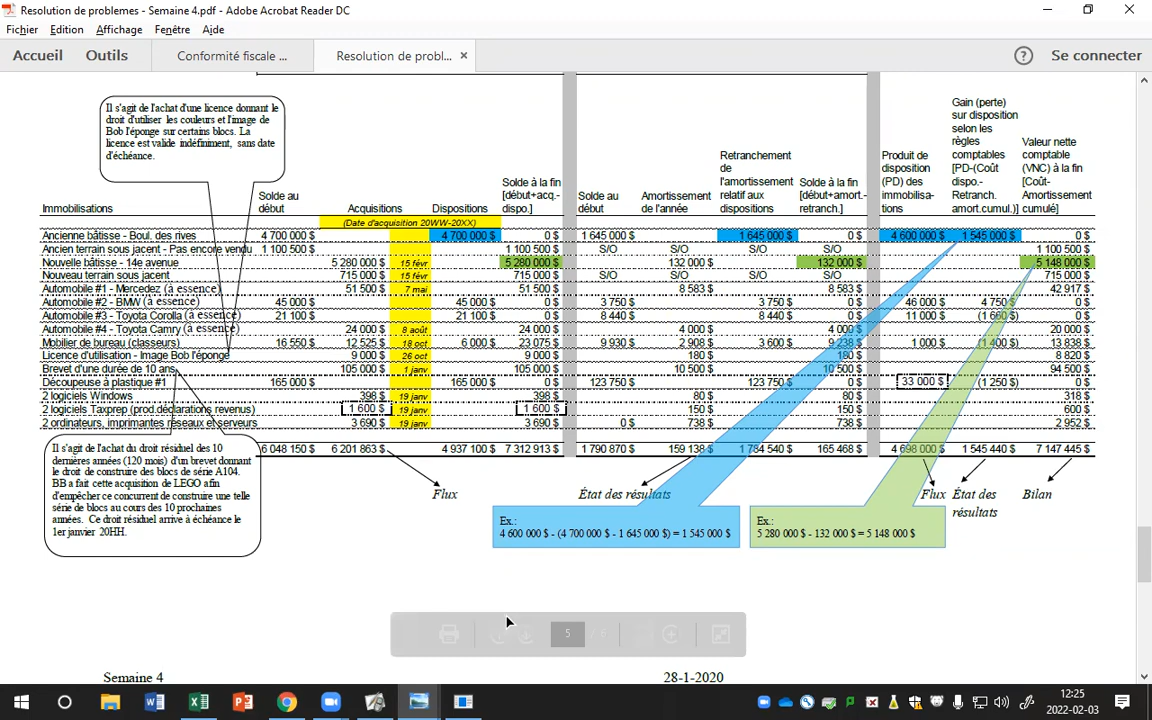 Resolution de problemes - Semaine 4.pdf - Adobe Acrobat Reader DC
Fichier Edition Affichage Fenêtre Aide
Accueil Outils Conformité fiscale ... Resolution de probl... × Se connecter
Il s'agit de l'achat d'une licence donnant le
droit d'utiliser les couleurs et l'image de
Bob l'éponge sur certains blocs. La
licence est valide indéfiniment, sans date
d'échéance.
Immobilisations
Solde au
début
Acquisitions
Dispositions
Solde à la fin
[début+acq.-
dispo.]
Solde au
début
Amortissement
de l'année
Retranchement
de
l'amortissement
relatif aux
dispositions
Solde à la fin
[début+amort.-
retranch.]
Produit de
disposition
(PD) des
immobilisa-
tions
Gain (perte)
sur disposition
selon les
règles
comptables
[PD-(Coût
dispo.-
Retranch.
amort.cumul.)]
Valeur nette
comptable
(VNC) à la fin
[Coût-
Amortissement
cumulé]
(Date d'acquisition 20WW-20XX)
Ancienne bâtisse - Boul. des rives 4 700 000 $ 4 700 000 $ 0 $ 1 645 000 $ 1 645 000 $ 0 $ 4 600 000 $ 1 545 000 $ 0 $
Ancien terrain sous jacent - Pas encore vendu 1 100 500 $ 1 100 500 $ S/O S/O S/O S/O 1 100 500 $
Nouvelle bâtisse - 14e avenue 5 280 000 $ 15 févr 5 280 000 $ 132 000 $ 132 000 $ 5 148 000 $
Nouveau terrain sous jacent 715 000 $ 15 févr 715 000 $ S/O S/O S/O S/O 715 000 $
Automobile #1 - Mercedez (à essence) 51 500 $ 7 mai 51 500 $ 8 583 $ 8 583 $ 42 917 $
Automobile #2 - BMV (à essence) 45 000 $ 45 000 $ 0 $ 3 750 $ 3 750 $ 0 $ 46 000 $ 4 750 $ 0 $
Automobile #3 - Toyota Corolla (à essence) 21 100 $ 21 100 $ 0 $ 8 440 $ 8 440 $ 0 $ 11 000 $ (1 660 $) 0 $
Automobile #4 - Toyota Camry (à essence) 24 000 $ 8 août 24 000 $ 4 000 $ 4 000 $ 20 000 $
Mobilier de bureau (classeurs) 16 550 $ 12 525 $ 18 oct 6 000 $ 23 075 $ 9 930 $ 2 908 $ 3 600 $ 9 238 $ 1 000 $ (1 400 $) 13 838 $
Licence d'utilisation - Image Bob l'éponge 9 000 $ 26 oct 9 000 $ 180 $ 180 $ 8 820 $
Brevet d'une durée de 10 ans 105 000 $ 1 janv 105 000 $ 10 500 $ 10 500 $ 94 500 $
Découpeuse à plastique #1 165 000 $ 165 000 $ 0 $ 123 750 $ 123 750 $ 0 $ 33 000 $ (1 250 $) 0 $
2 logiciels Windows 398 $ 19 janv 398 $ 80 $ 80 $ 318 $
2 logiciels Taxprep (prod.déclarations revenus) 1 600 $ 19 janv 1 600 $ 150 $ 150 $ 600 $
2 ordinateurs, imprimantes réseaux et serveurs 3 690 $ 19 janv 3 690 $ 0 $ 738 $ 738 $ 2 952 $
6 048 150 $ 6 201 863 $ 4 937 100 $ 7 312 913 $ 1 790 870 $ 159 138 $ 1 784 540 $ 165 468 $ 4 698 000 $ 1 545 440 $ 7 147 445 $
Il s'agit de l'achat du droit résiduel des 10
dernières années (120 mois) d'un brevet donnant
le droit de construire des blocs de série A104.
BB a fait cette acquisition de LEGO afin
d'empêcher ce concurrent de construire une telle
série de blocs au cours des 10 prochaines
années. Ce droit résiduel arrive à échéance le
1er janvier 20HH.
Flux État des résultats Flux État des
résultats Bilan
Ex.:
4 600 000 $ - (4 700 000 $ - 1 645 000 $) = 1 545 000 $
Ex.:
5 280 000 $ - 132 000 $ = 5 148 000 $
5 / 6
Semaine 4 28-1-2020
12:25
2022-02-03